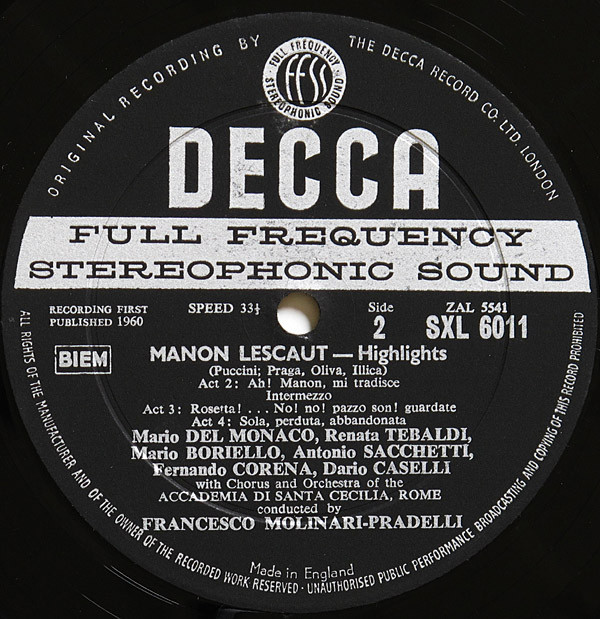 ORIGINAL RECORDING BY THE DECCA RECORD CO. LTD. LONDON
FULL FREQUENCY
STEREOPHONIC SOUND
FFSS
DECCA
FULL FREQUENCY
STEREOPHONIC SOUND
RECORDING FIRST
PUBLISHED 1960
SPEED 33⅓
Side
2
ZAL 5541
SXL 6011
BIEM
MANON LESCAUT — Highlights
(Puccini; Praga, Oliva, Illica)
Act 2: Ah! Manon, mi tradisce
Intermezzo
Act 3: Rosetta! . . . No! no! pazzo son! guardate
Act 4: Sola, perduta, abbandonata
Mario DEL MONACO, Renata TEBALDI,
Mario BORIELLO, Antonio SACCHETTI,
Fernando CORENA, Dario CASELLI
with Chorus and Orchestra of the
ACCADEMIA DI SANTA CECILIA, ROME
conducted by
FRANCESCO MOLINARI-PRADELLI
Made in England
ALL RIGHTS OF THE MANUFACTURER AND OF THE OWNER OF THE RECORDED WORK RESERVED · UNAUTHORISED PUBLIC PERFORMANCE BROADCASTING AND COPYING OF THIS RECORD PROHIBITED